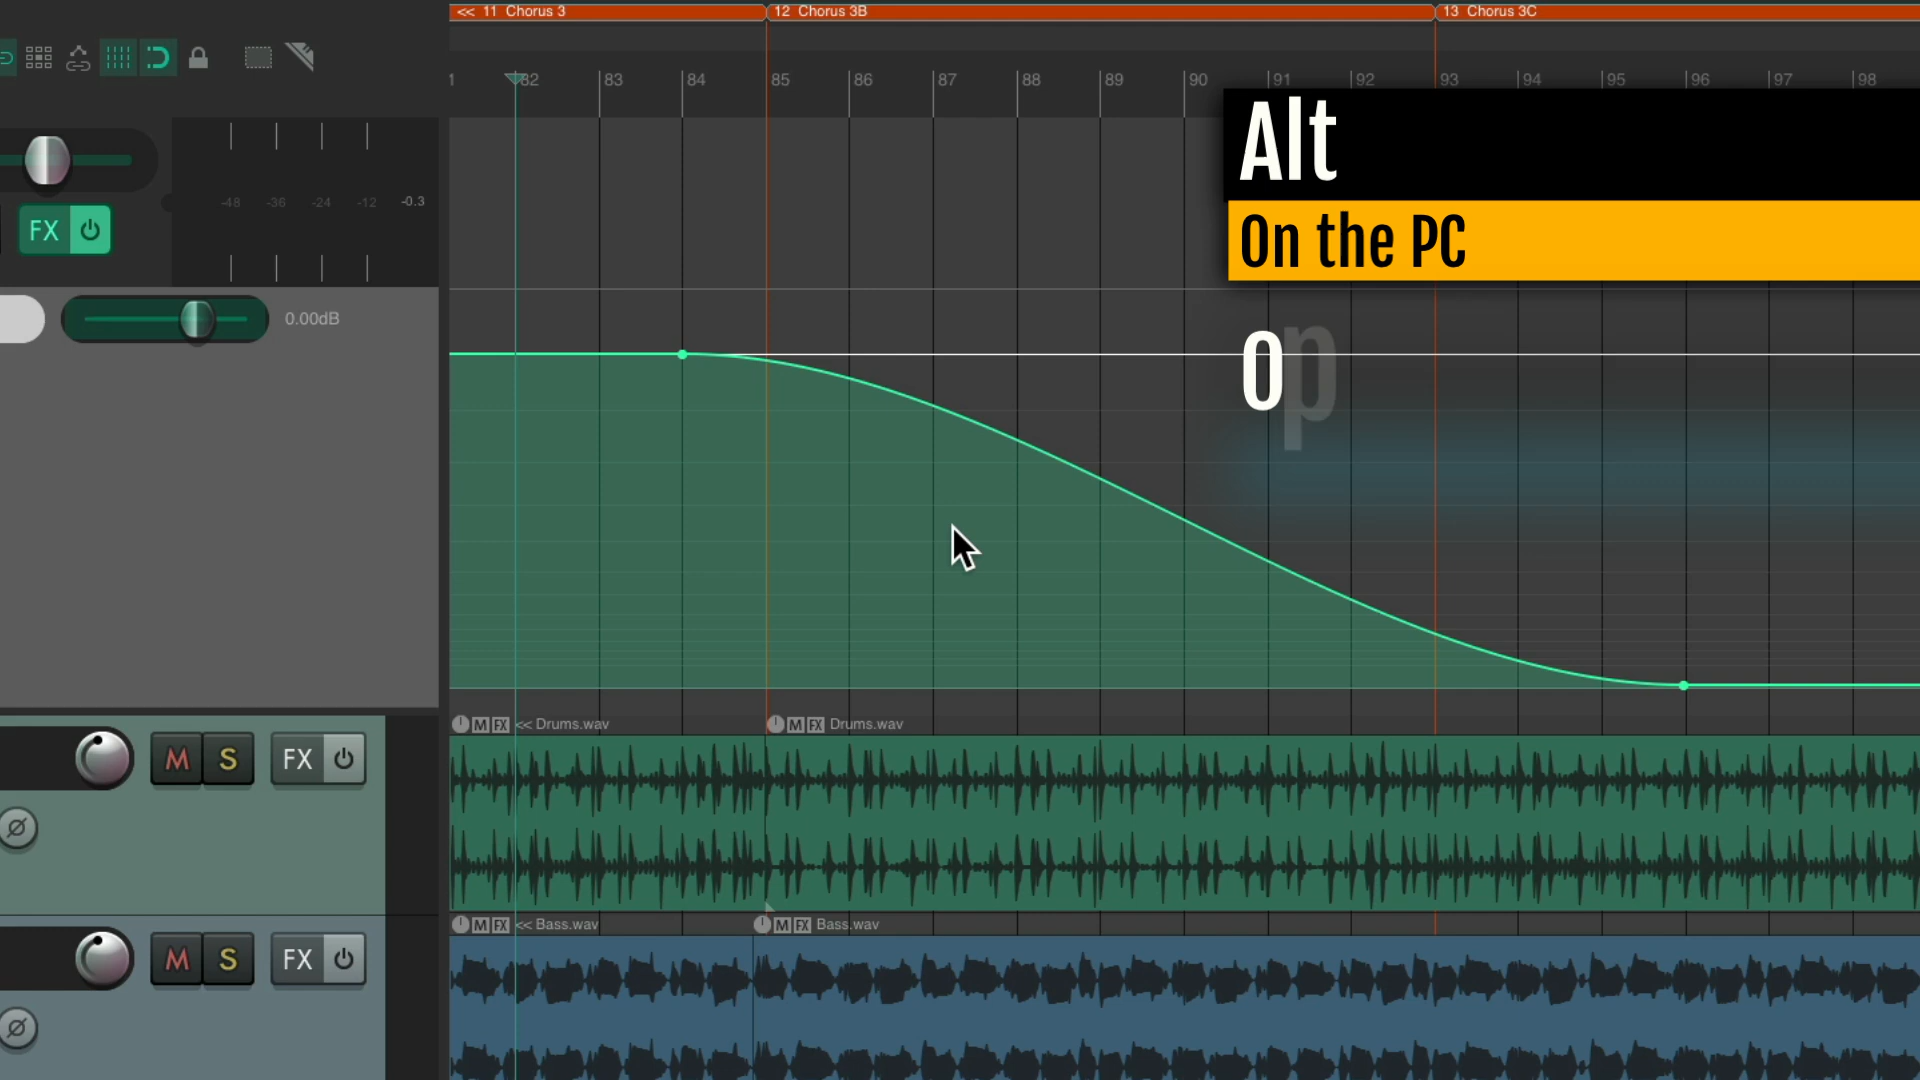 << 11 Chorus 3
12 Chorus 3B
13 Chorus 3C
1 82 83 84 85 86 87 88 89 90 91 92 93 94 95 96 97 98
Alt
On the PC
op
-48 -36 -24 -12 -0.3
FX
0.00dB
M FX << Drums.wav
M FX Drums.wav
M S FX
M FX << Bass.wav
M FX Bass.wav
M S FX